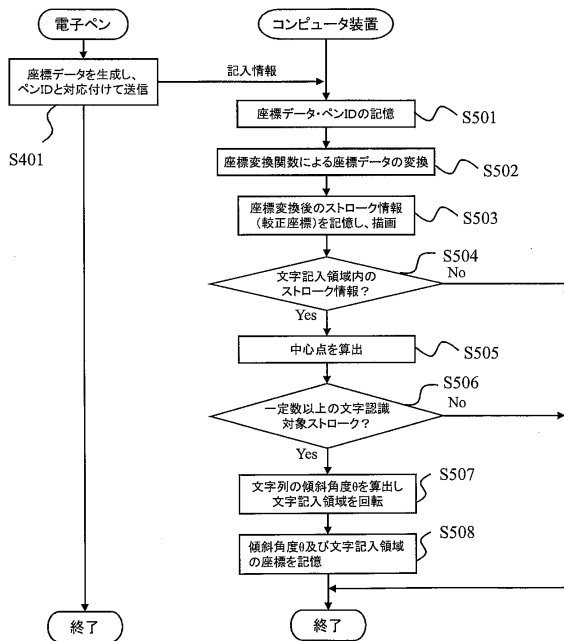 電子ペン
コンピュータ装置
座標データを生成し、
ペンIDと対応付けて送信
記入情報
S401
座標データ・ペンIDの記憶
S501
座標変換関数による座標データの変換
S502
座標変換後のストローク情報
(較正座標)を記憶し、描画
S503
文字記入領域内の
ストローク情報?
S504
No
Yes
中心点を算出
S505
一定数以上の文字認識
対象ストローク?
S506
No
Yes
文字列の傾斜角度θを算出し
文字記入領域を回転
S507
傾斜角度θ及び文字記入領域
の座標を記憶
S508
終了
終了